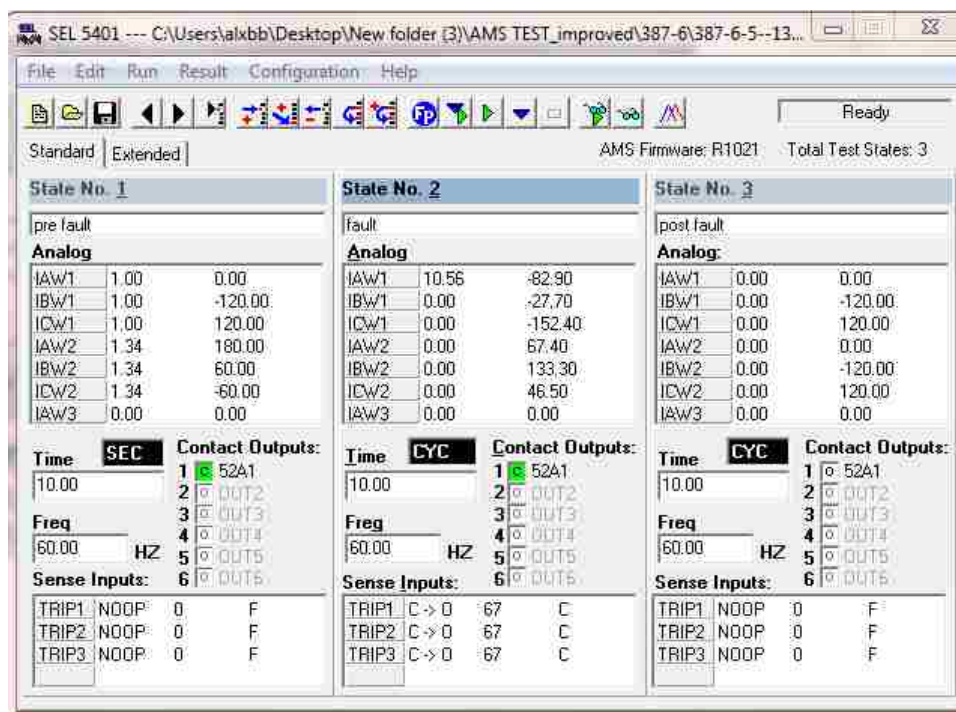 SEL 5401 --- C:\Users\alxbb\Desktop\New folder (3)\AMS TEST_improved\387-6\387-6-5--13...
File Edit Run Result Configuration Help
FP
Ready
Standard Extended AMS Firmware: R1021 Total Test States: 3
State No. 1
pre fault
Analog
IAW1 1.00 0.00
IBW1 1.00 -120.00
ICW1 1.00 120.00
IAW2 1.34 180.00
IBW2 1.34 60.00
ICW2 1.34 -60.00
IAW3 0.00 0.00
Time SEC
10.00
Freq
60.00 HZ
Contact Outputs:
1 C 52A1
2 O OUT2
3 O OUT3
4 O OUT4
5 O OUT5
6 O OUT6
Sense Inputs:
TRIP1 NOOP 0 F
TRIP2 NOOP 0 F
TRIP3 NOOP 0 F
State No. 2
fault
Analog
IAW1 10.56 -82.90
IBW1 0.00 -27.70
ICW1 0.00 -152.40
IAW2 0.00 67.40
IBW2 0.00 133.30
ICW2 0.00 46.50
IAW3 0.00 0.00
Time CYC
10.00
Freq
60.00 HZ
Contact Outputs:
1 C 52A1
2 O OUT2
3 O OUT3
4 O OUT4
5 O OUT5
6 O OUT6
Sense Inputs:
TRIP1 C -> O 67 C
TRIP2 C -> O 67 C
TRIP3 C -> O 67 C
State No. 3
post fault
Analog:
IAW1 0.00 0.00
IBW1 0.00 -120.00
ICW1 0.00 120.00
IAW2 0.00 0.00
IBW2 0.00 -120.00
ICW2 0.00 120.00
IAW3 0.00 0.00
Time CYC
10.00
Freq
60.00 HZ
Contact Outputs:
1 O 52A1
2 O OUT2
3 O OUT3
4 O OUT4
5 O OUT5
6 O OUT6
Sense Inputs:
TRIP1 NOOP 0 F
TRIP2 NOOP 0 F
TRIP3 NOOP 0 F